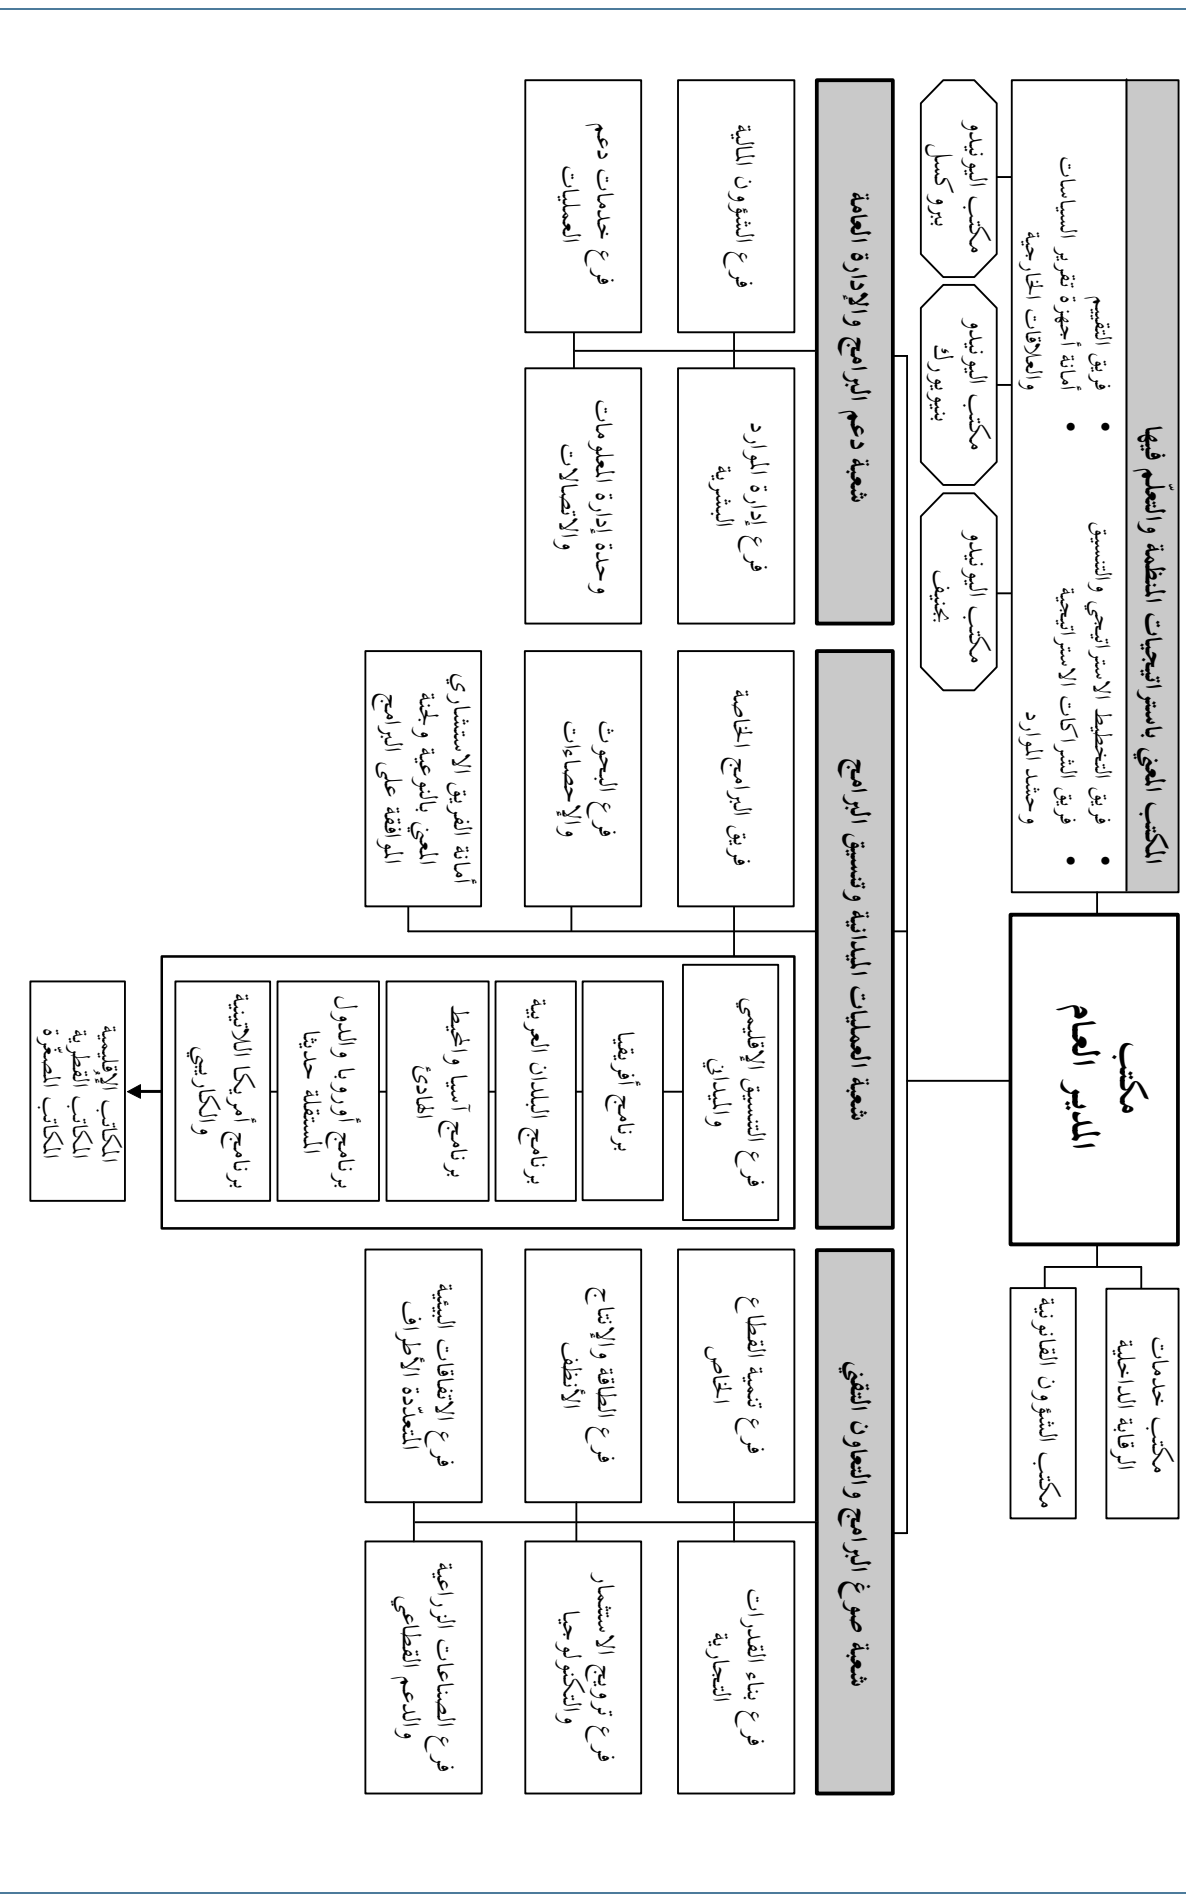 مكتب
المدير العام
مكتب خدمات
الرقابة الداخلية
مكتب الشؤون القانونية
المكتب المعني باستراتيجيات المنظمة والتعلّم فيها
• فريق التخطيط الاستراتيجي والتنسيق
• فريق الشراكات الاستراتيجية
وحشد الموارد
• فريق التقييم
• أمانة أجهزة تقرير السياسات
والعلاقات الخارجية
مكتب اليونيدو
بجنيف
مكتب اليونيدو
بنيويورك
مكتب اليونيدو
ببروكسل
شعبة صوغ البرامج والتعاون التقني
فرع بناء القدرات
التجارية
فرع تنمية القطاع
الخاص
فرع ترويج الاستثمار
والتكنولوجيا
فرع الطاقة والإنتاج
الأنظف
فرع الصناعات الزراعية
والدعم القطاعي
فرع الاتفاقات البيئية
المتعدّدة الأطراف
شعبة العمليات الميدانية وتنسيق البرامج
فرع التنسيق الإقليمي
والميداني
برنامج أفريقيا
برنامج البلدان العربية
برنامج آسيا والمحيط
الهادئ
برنامج أوروبا والدول
المستقلة حديثا
برنامج أمريكا اللاتينية
والكاريبي
المكاتب الإقليمية
المكاتب القطرية
المكاتب المصغّرة
فريق البرامج الخاصة
فرع البحوث
والإحصاءات
أمانة الفريق الاستشاري
المعني بالنوعية ولجنة
الموافقة على البرامج
شعبة دعم البرامج والإدارة العامة
فرع إدارة الموارد
البشرية
فرع الشؤون المالية
وحدة إدارة المعلومات
والاتصالات
فرع خدمات دعم
العمليات